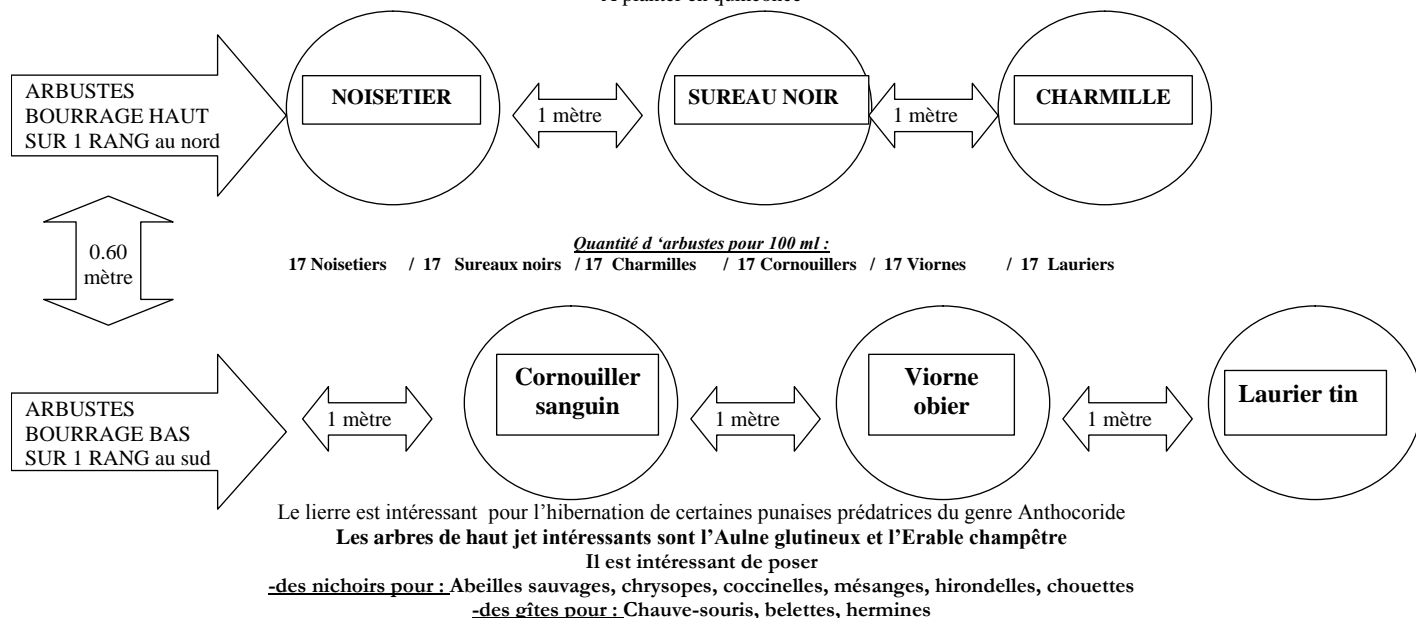 A planter en quinconce
ARBUSTES
BOURRAGE HAUT
SUR 1 RANG au nord
NOISETIER
1 mètre
SUREAU NOIR
1 mètre
CHARMILLE
0.60
mètre
Quantité d ‘arbustes pour 100 ml :
17 Noisetiers / 17 Sureaux noirs / 17 Charmilles / 17 Cornouillers / 17 Viornes / 17 Lauriers
ARBUSTES
BOURRAGE BAS
SUR 1 RANG au sud
1 mètre
Cornouiller
sanguin
1 mètre
Viorne
obier
1 mètre
Laurier tin
Le lierre est intéressant pour l’hibernation de certaines punaises prédatrices du genre Anthocoride
Les arbres de haut jet intéressants sont l’Aulne glutineux et l’Erable champêtre
Il est intéressant de poser
-des nichoirs pour : Abeilles sauvages, chrysopes, coccinelles, mésanges, hirondelles, chouettes
-des gîtes pour : Chauve-souris, belettes, hermines